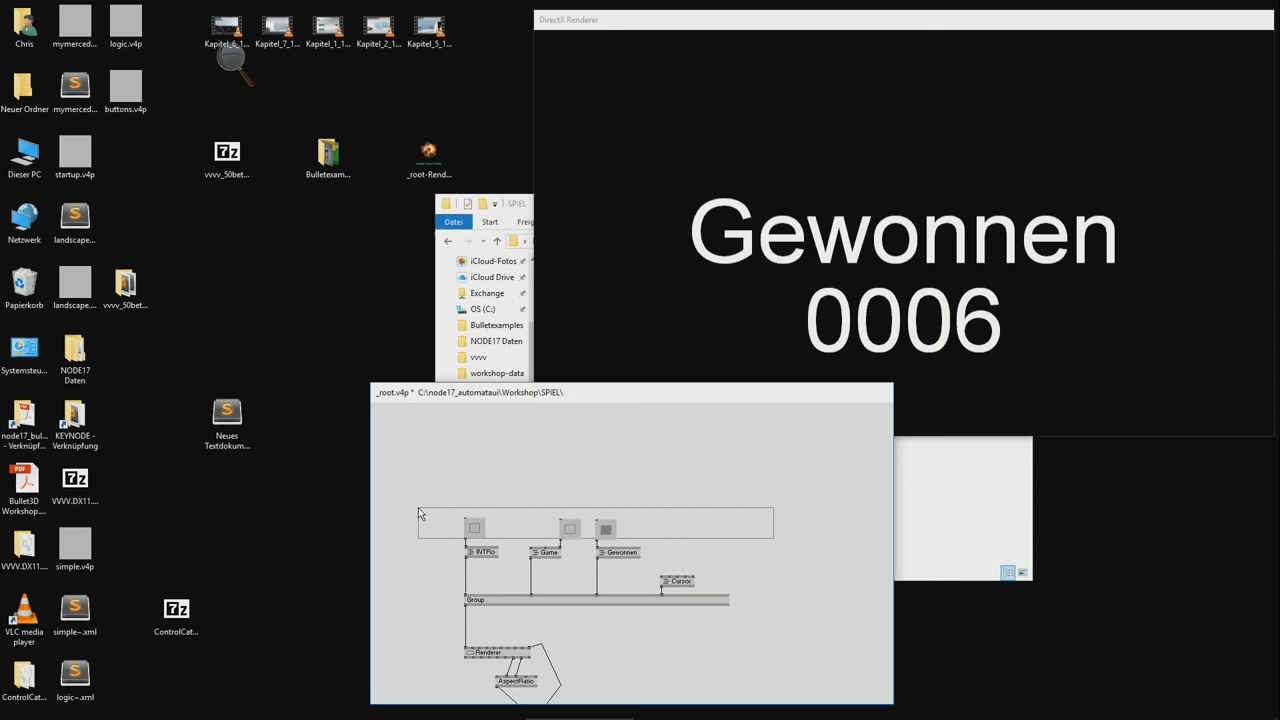 Chris
mymerced...
logic.v4p
Kapitel_6_1...
Kapitel_7_1...
Kapitel_1_1...
Kapitel_2_1...
Kapitel_5_1...
Neuer Ordner
mymerced...
buttons.v4p
Dieser PC
startup.v4p
7z
vvvv_50bet...
Bulletexam...
_root-Rend...
Netzwerk
landscape...
Papierkorb
landscape....
vvvv_50bet...
Systemsteu...
NODE17
Daten
node17_bul...
- Verknüpf...
KEYNODE -
Verknüpfung
Neues
Textdokum...
PDF
7z
Bullet3D
Workshop....
VVVV.DX11....
VVVV.DX11...
simple.v4p
VLC media
player
simple~.xml
7z
ControlCat...
ControlCat...
logic~.xml
DirectX Renderer
Gewonnen
0006
SPIEL
Datei
Start
Freig
iCloud-Fotos
iCloud Drive
Exchange
OS (C:)
Bulletexamples
NODE17 Daten
vvvv
workshop-data
_root.v4p * C:\node17_automataui\Workshop\SPIEL\
INTRo
Game
Gewonnen
Cursor
Group
Renderer
AspectRatio